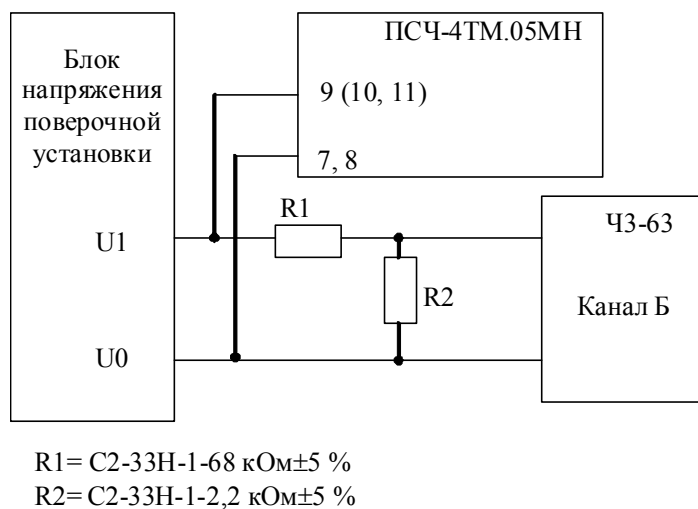 Блок
напряжения
поверочной
установки
ПСЧ-4ТМ.05МН
9 (10, 11)
7, 8
U1
R1
R2
U0
Ч3-63
Канал Б
R1= С2-33Н-1-68 кОм±5 %
R2= С2-33Н-1-2,2 кОм±5 %